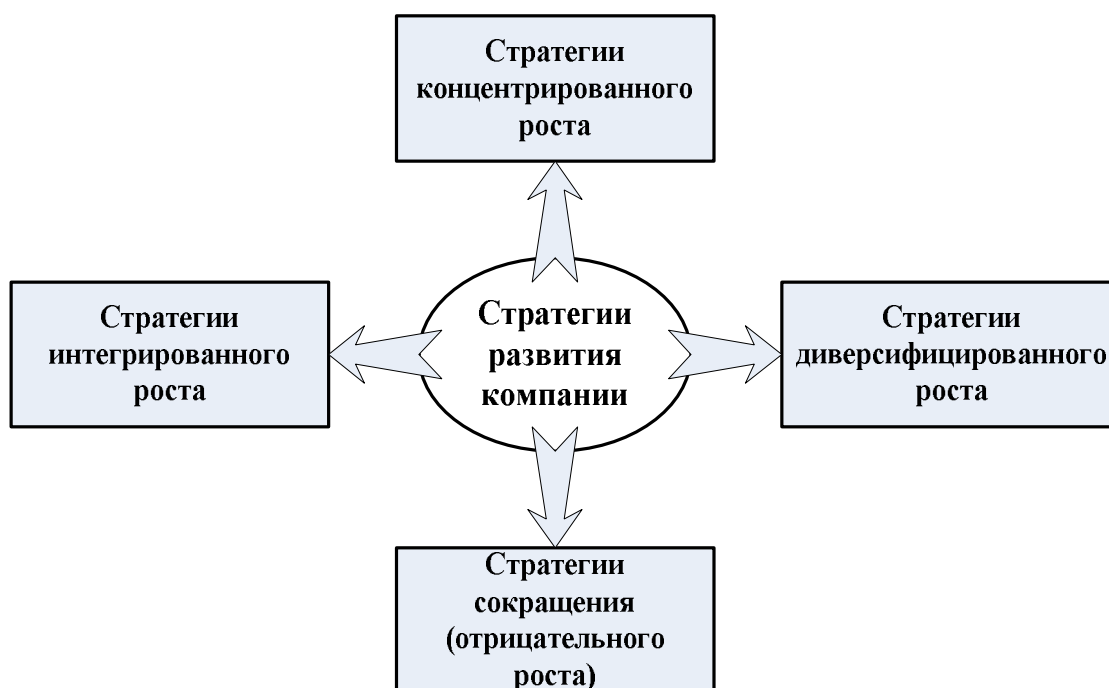 Стратегии
концентрированного
роста
Стратегии
интегрированного
роста
Стратегии
развития
компании
Стратегии
диверсифицированного
роста
Стратегии
сокращения
(отрицательного
роста)